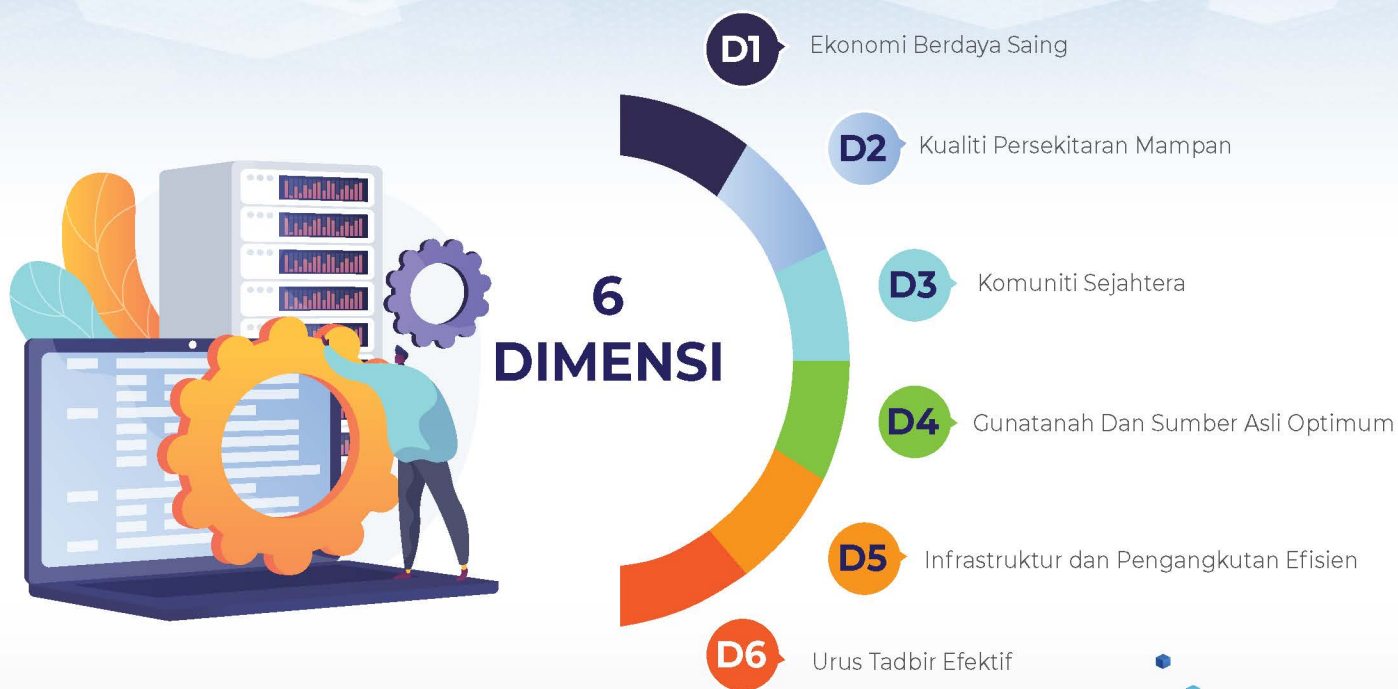 D1
Ekonomi Berdaya Saing
D2
Kualiti Persekitaran Mampan
6
DIMENSI
D3
Komuniti Sejahtera
D4
Gunatanah Dan Sumber Asli Optimum
D5
Infrastruktur dan Pengangkutan Efisien
D6
Urus Tadbir Efektif